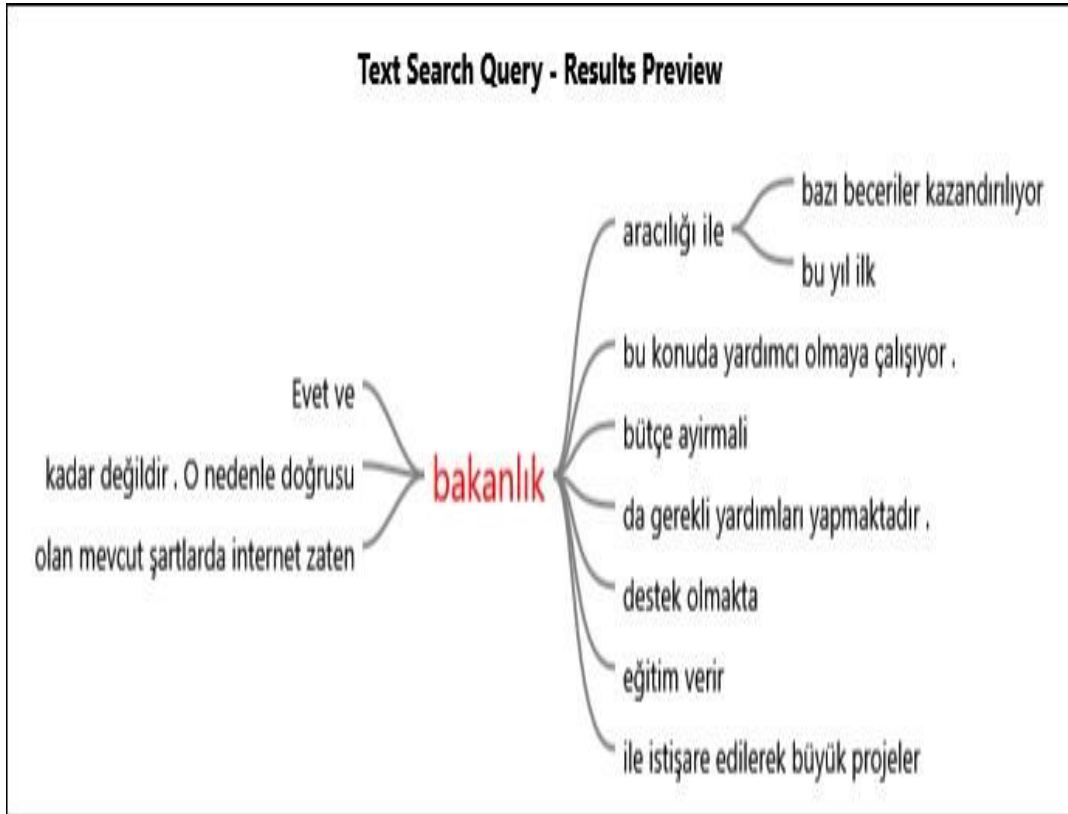 Text Search Query - Results Preview
Evet ve
kadar değildir . O nedenle doğrusu
olan mevcut şartlarda internet zaten
bakanlık
aracılığı ile
bazı beceriler kazandırılıyor
bu yıl ilk
bu konuda yardımcı olmaya çalışıyor .
bütçe ayirmali
da gerekli yardımları yapmaktadır .
destek olmakta
eğitim verir
ile istişare edilerek büyük projeler